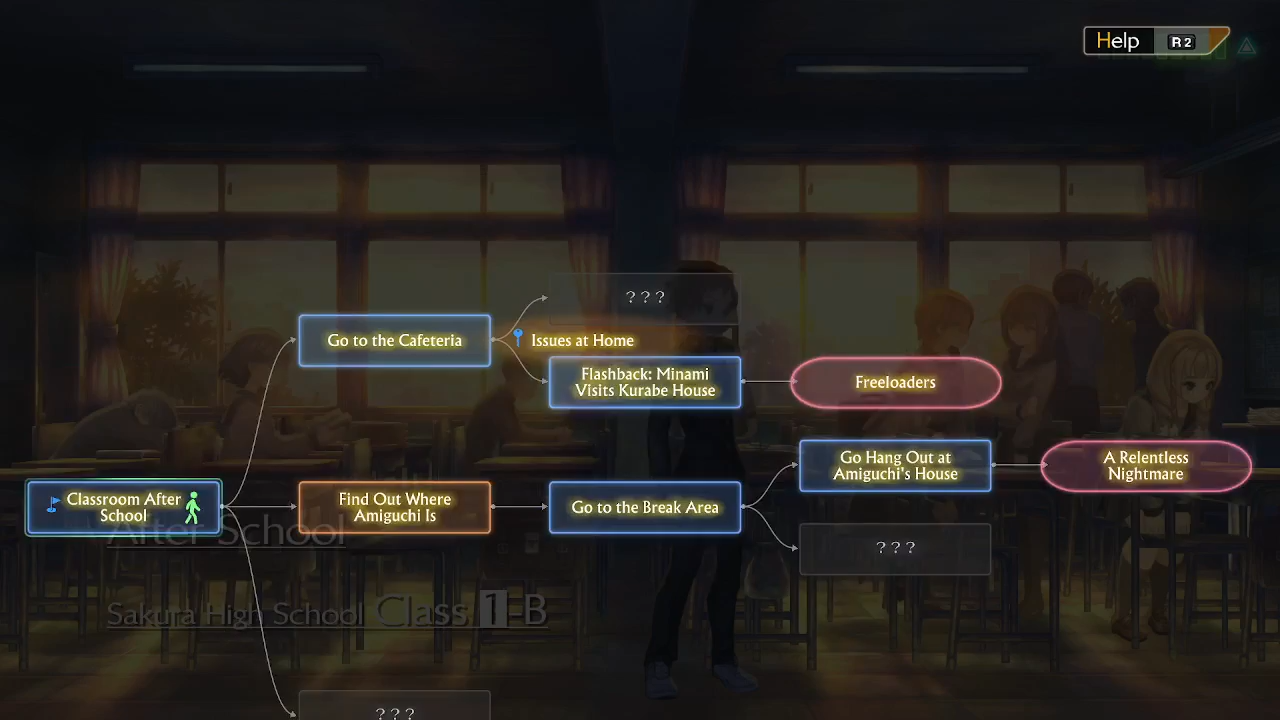 Help R2
???
Go to the Cafeteria
Issues at Home
Flashback: Minami
Visits Kurabe House
Freeloaders
Go Hang Out at
Amiguchi's House
A Relentless
Nightmare
Classroom After
School
Find Out Where
Amiguchi Is
Go to the Break Area
???
After School
Sakura High School Class 1-B
???